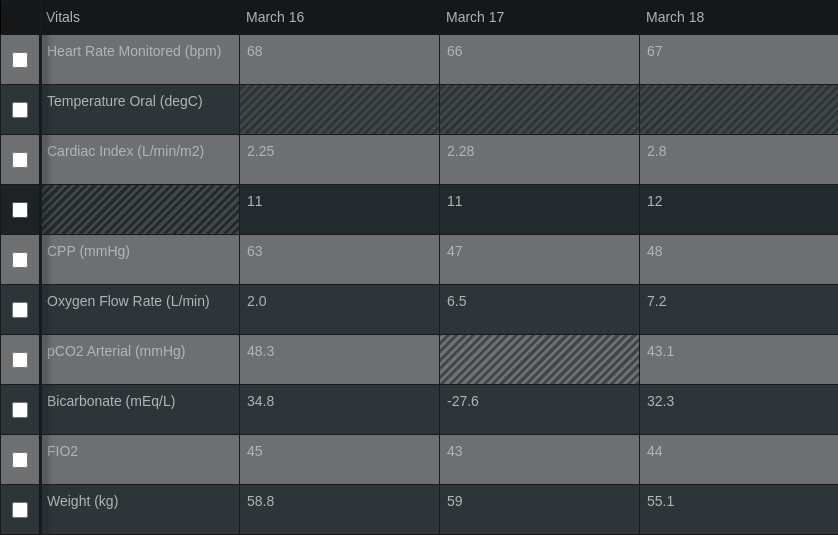 Vitals March 16 March 17 March 18
Heart Rate Monitored (bpm) 68 66 67
Temperature Oral (degC)
Cardiac Index (L/min/m2) 2.25 2.28 2.8
11 11 12
CPP (mmHg) 63 47 48
Oxygen Flow Rate (L/min) 2.0 6.5 7.2
pCO2 Arterial (mmHg) 48.3 43.1
Bicarbonate (mEq/L) 34.8 -27.6 32.3
FIO2 45 43 44
Weight (kg) 58.8 59 55.1